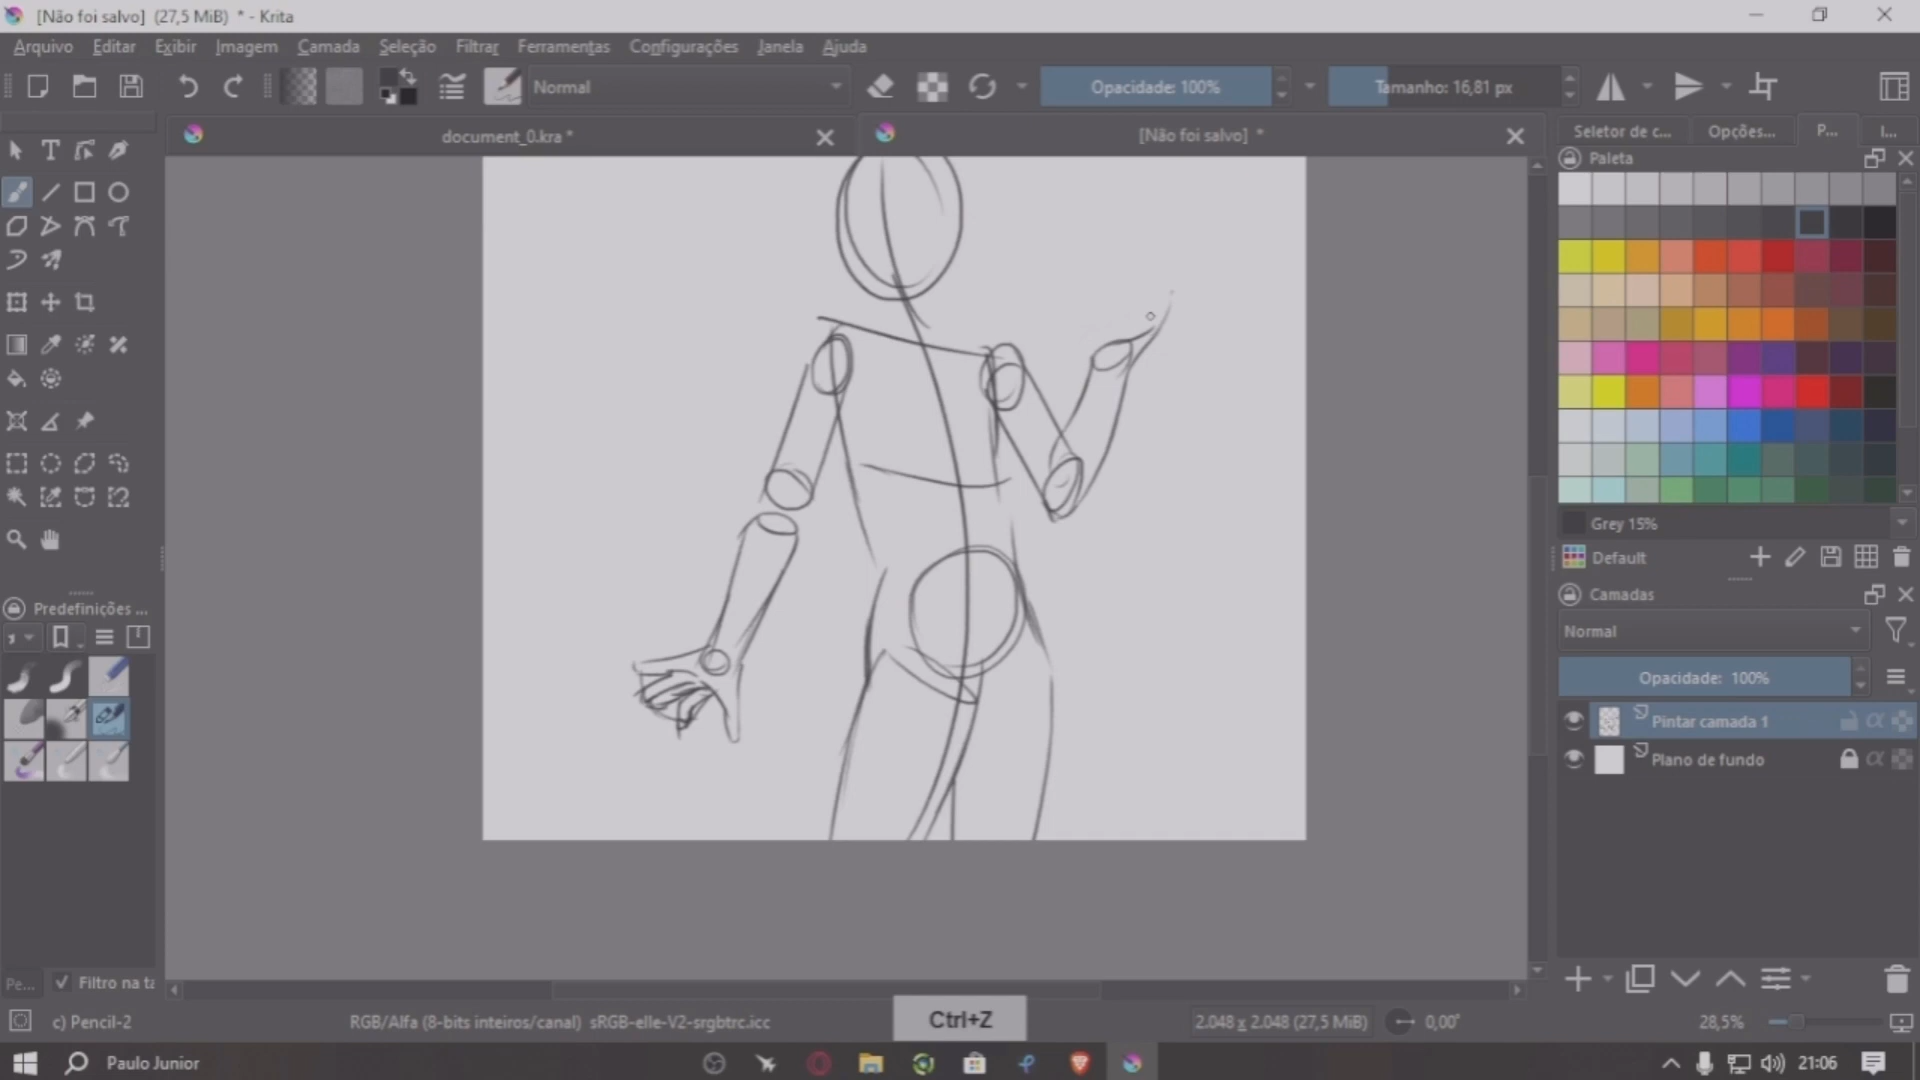 [Não foi salvo] (27,5 MiB) * - Krita
Arquivo Editar Exibir Imagem Camada Seleção Filtrar Ferramentas Configurações Janela Ajuda
Normal
Opacidade: 100%
Tamanho: 16,81 px
document_0.kra *
[Não foi salvo] *
Seletor de c... Opções... P... I...
Paleta
Grey 15%
Default
Camadas
Normal
Opacidade: 100%
Pintar camada 1
Plano de fundo
Predefinições ...
Pe... Filtro na ta
c) Pencil-2
RGB/Alfa (8-bits inteiros/canal) sRGB-elle-V2-srgbtrc.icc
Ctrl+Z
2.048 x 2.048 (27,5 MiB)
0,00°
28,5%
Paulo Junior
21:06